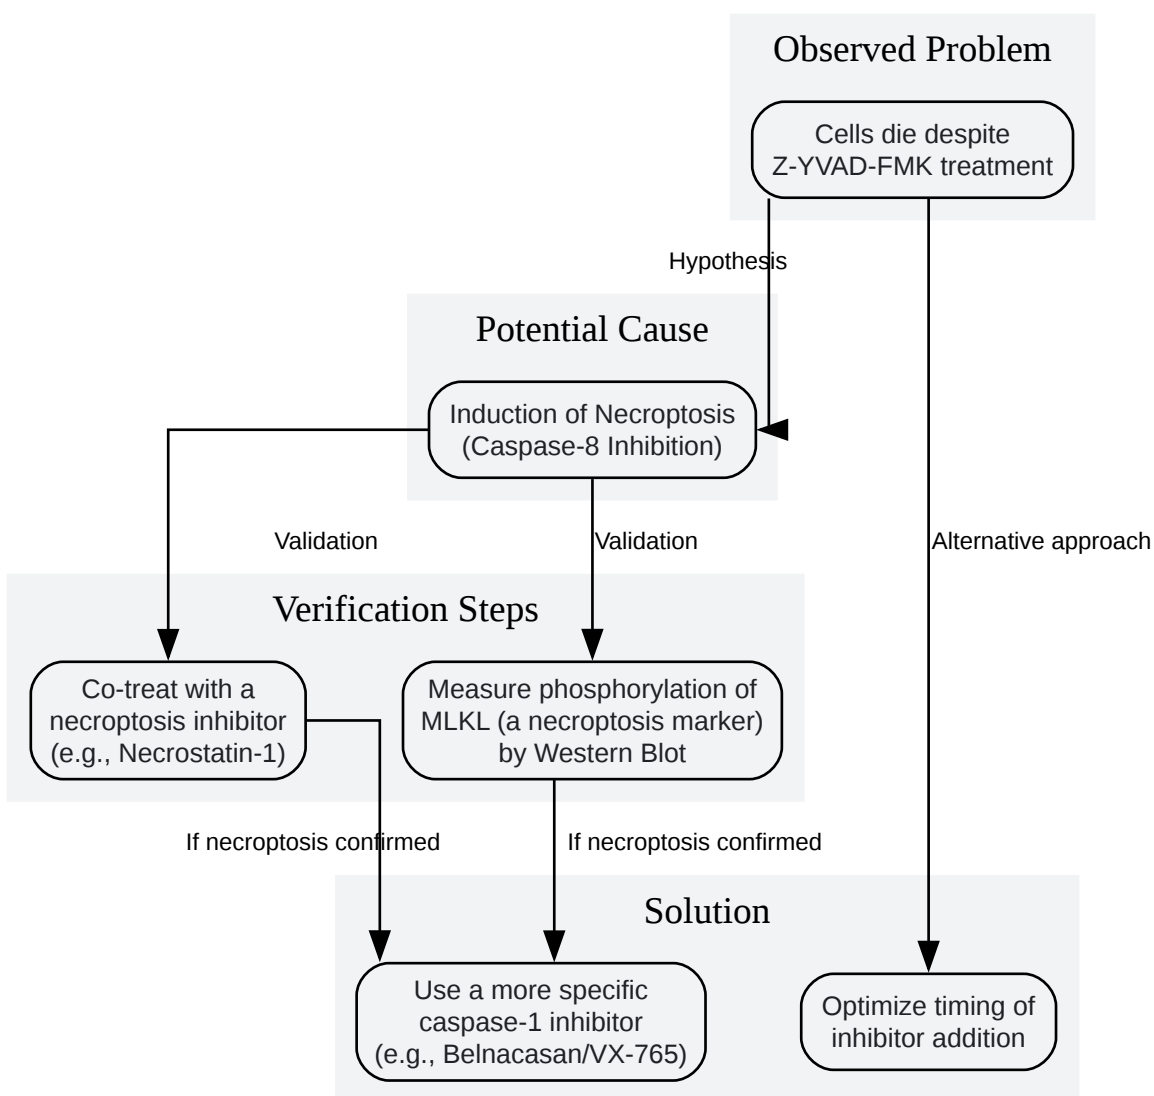 Observed Problem
Cells die despite
Z-YVAD-FMK treatment
Hypothesis
Potential Cause
Induction of Necroptosis
(Caspase-8 Inhibition)
Validation
Validation
Alternative approach
Verification Steps
Co-treat with a
necroptosis inhibitor
(e.g., Necrostatin-1)
Measure phosphorylation of
MLKL (a necroptosis marker)
by Western Blot
If necroptosis confirmed
If necroptosis confirmed
Solution
Use a more specific
caspase-1 inhibitor
(e.g., Belnacasan/VX-765)
Optimize timing of
inhibitor addition